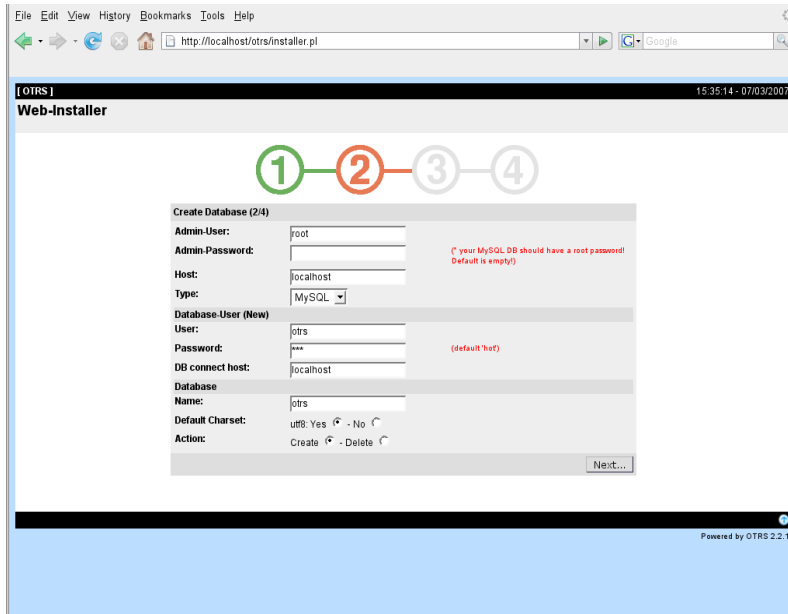 File Edit View History Bookmarks Tools Help
http://localhost/otrs/installer.pl
G Google
[ OTRS ] 15:35:14 - 07/03/2007
Web-Installer
1 2 3 4
Create Database (2/4)
Admin-User: root
Admin-Password: (* your MySQL DB should have a root password!
Default is empty!)
Host: localhost
Type: MySQL
Database-User (New)
User: otrs
Password: *** (default 'hot')
DB connect host: localhost
Database
Name: otrs
Default Charset: utf8: Yes - No
Action: Create - Delete
Next...
Powered by OTRS 2.2.1